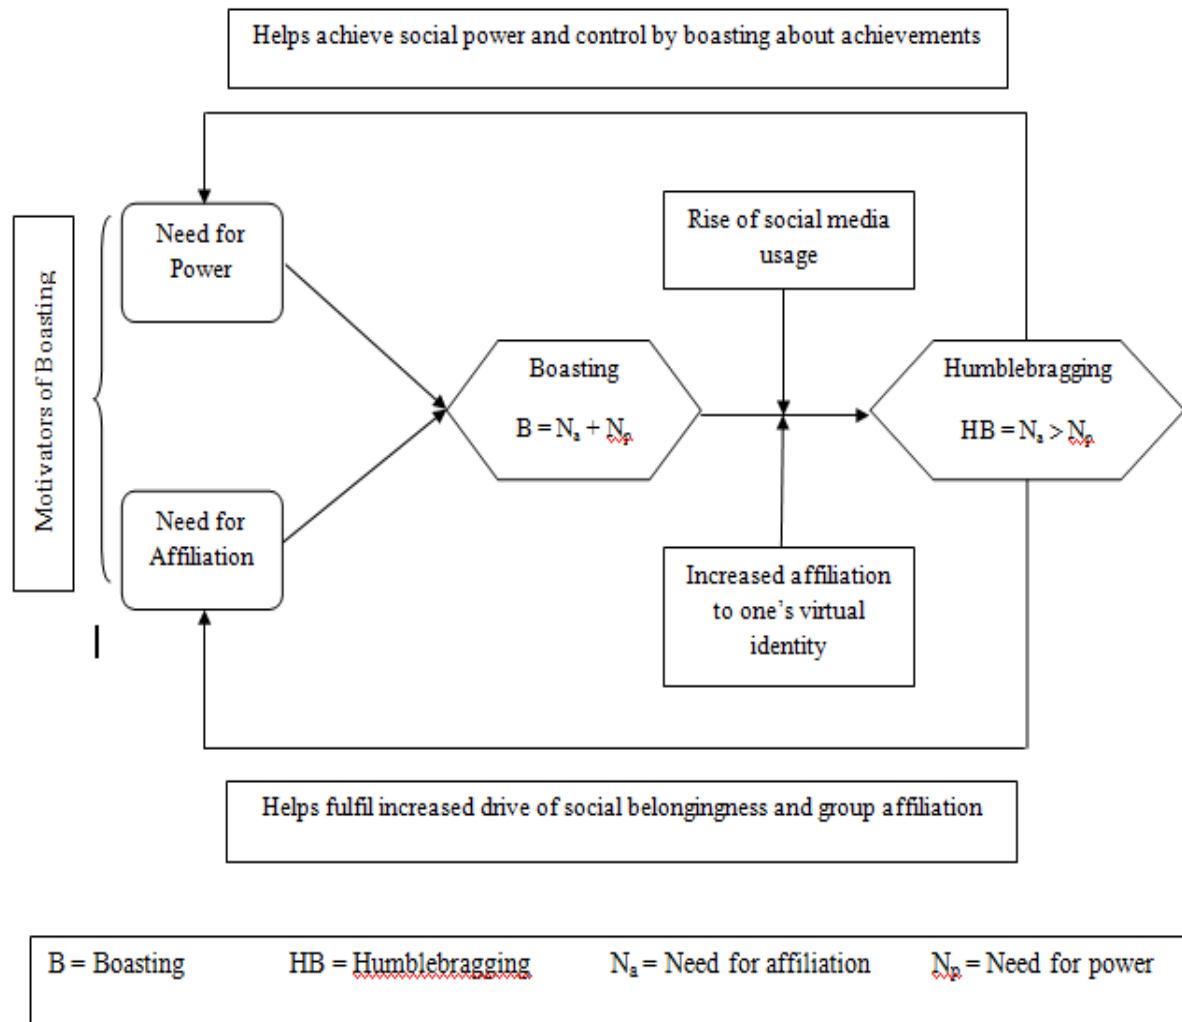 Helps achieve social power and control by boasting about achievements
Motivators of Boasting
Need for
Power
Rise of social media
usage
Boasting
B = Nₐ + Nₚ
Humblebragging
HB = Nₐ > Nₚ
Need for
Affiliation
Increased affiliation
to one’s virtual
identity
Helps fulfil increased drive of social belongingness and group affiliation
B = Boasting HB = Humblebragging Nₐ = Need for affiliation Nₚ = Need for power